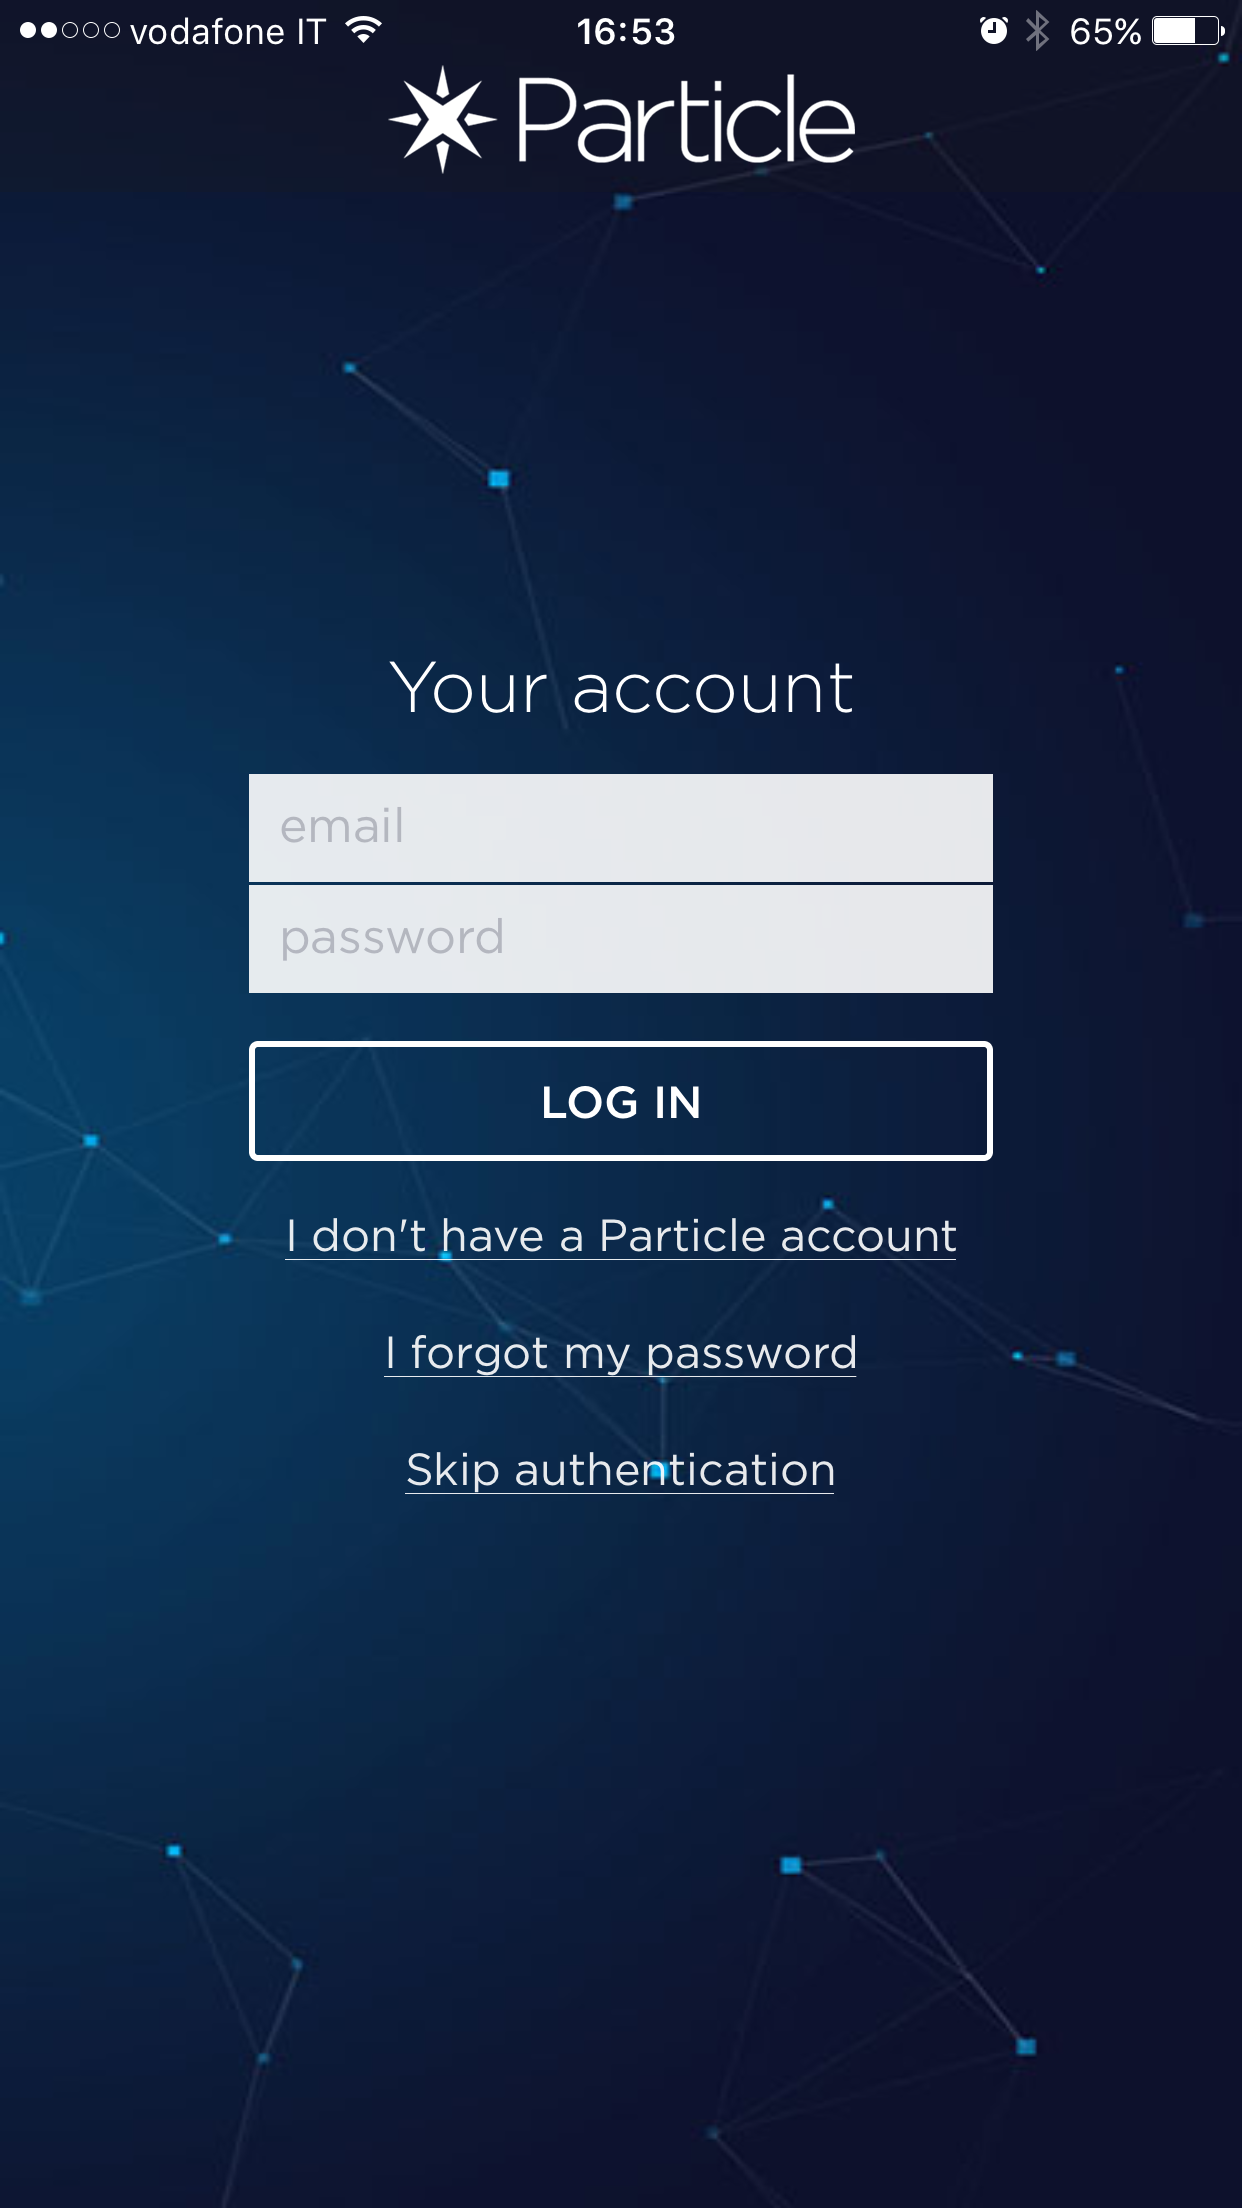 vodafone IT 16:53 65%
Particle
Your account
email
password
LOG IN
I don't have a Particle account
I forgot my password
Skip authentication